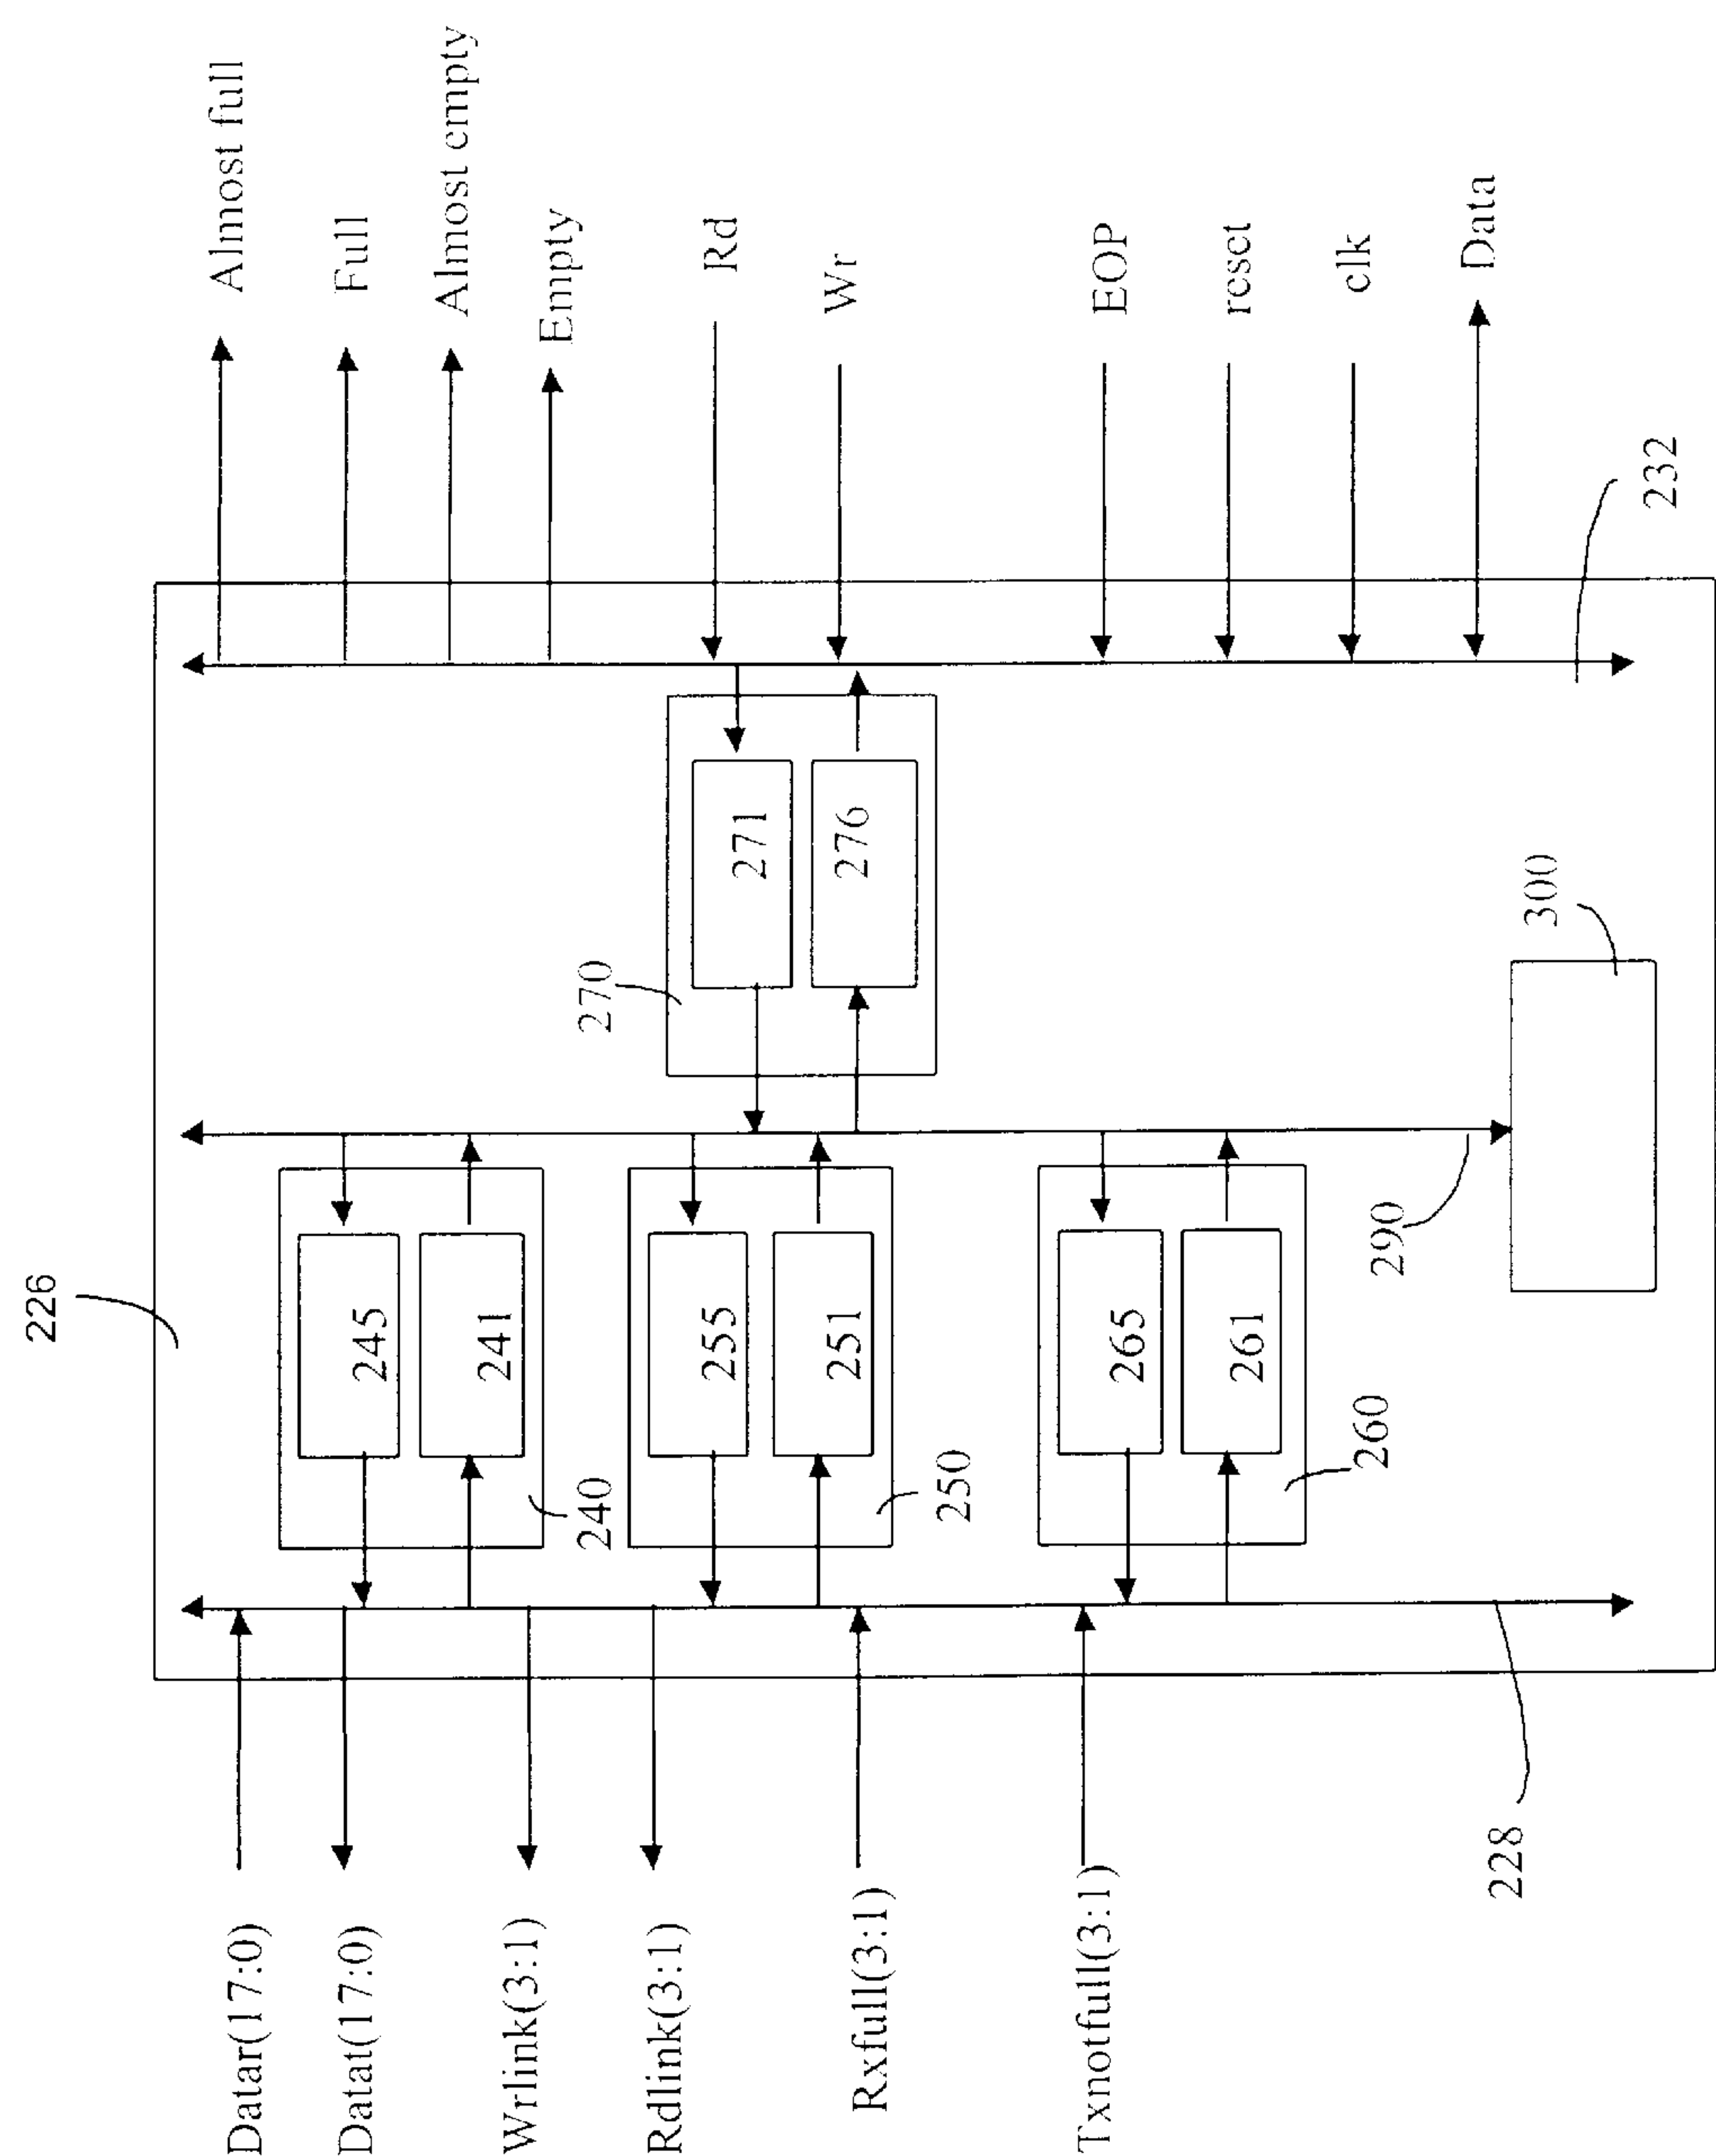 226
Datar(17:0)
Datat(17:0)
Wrlink(3:1)
Rdlink(3:1)
Rxfull(3:1)
Txnotfull(3:1)
228
240
245
241
250
255
251
260
265
261
290
300
270
271
276
232
Almost full
Full
Almost empty
Empty
Rd
Wr
EOP
reset
clk
Data